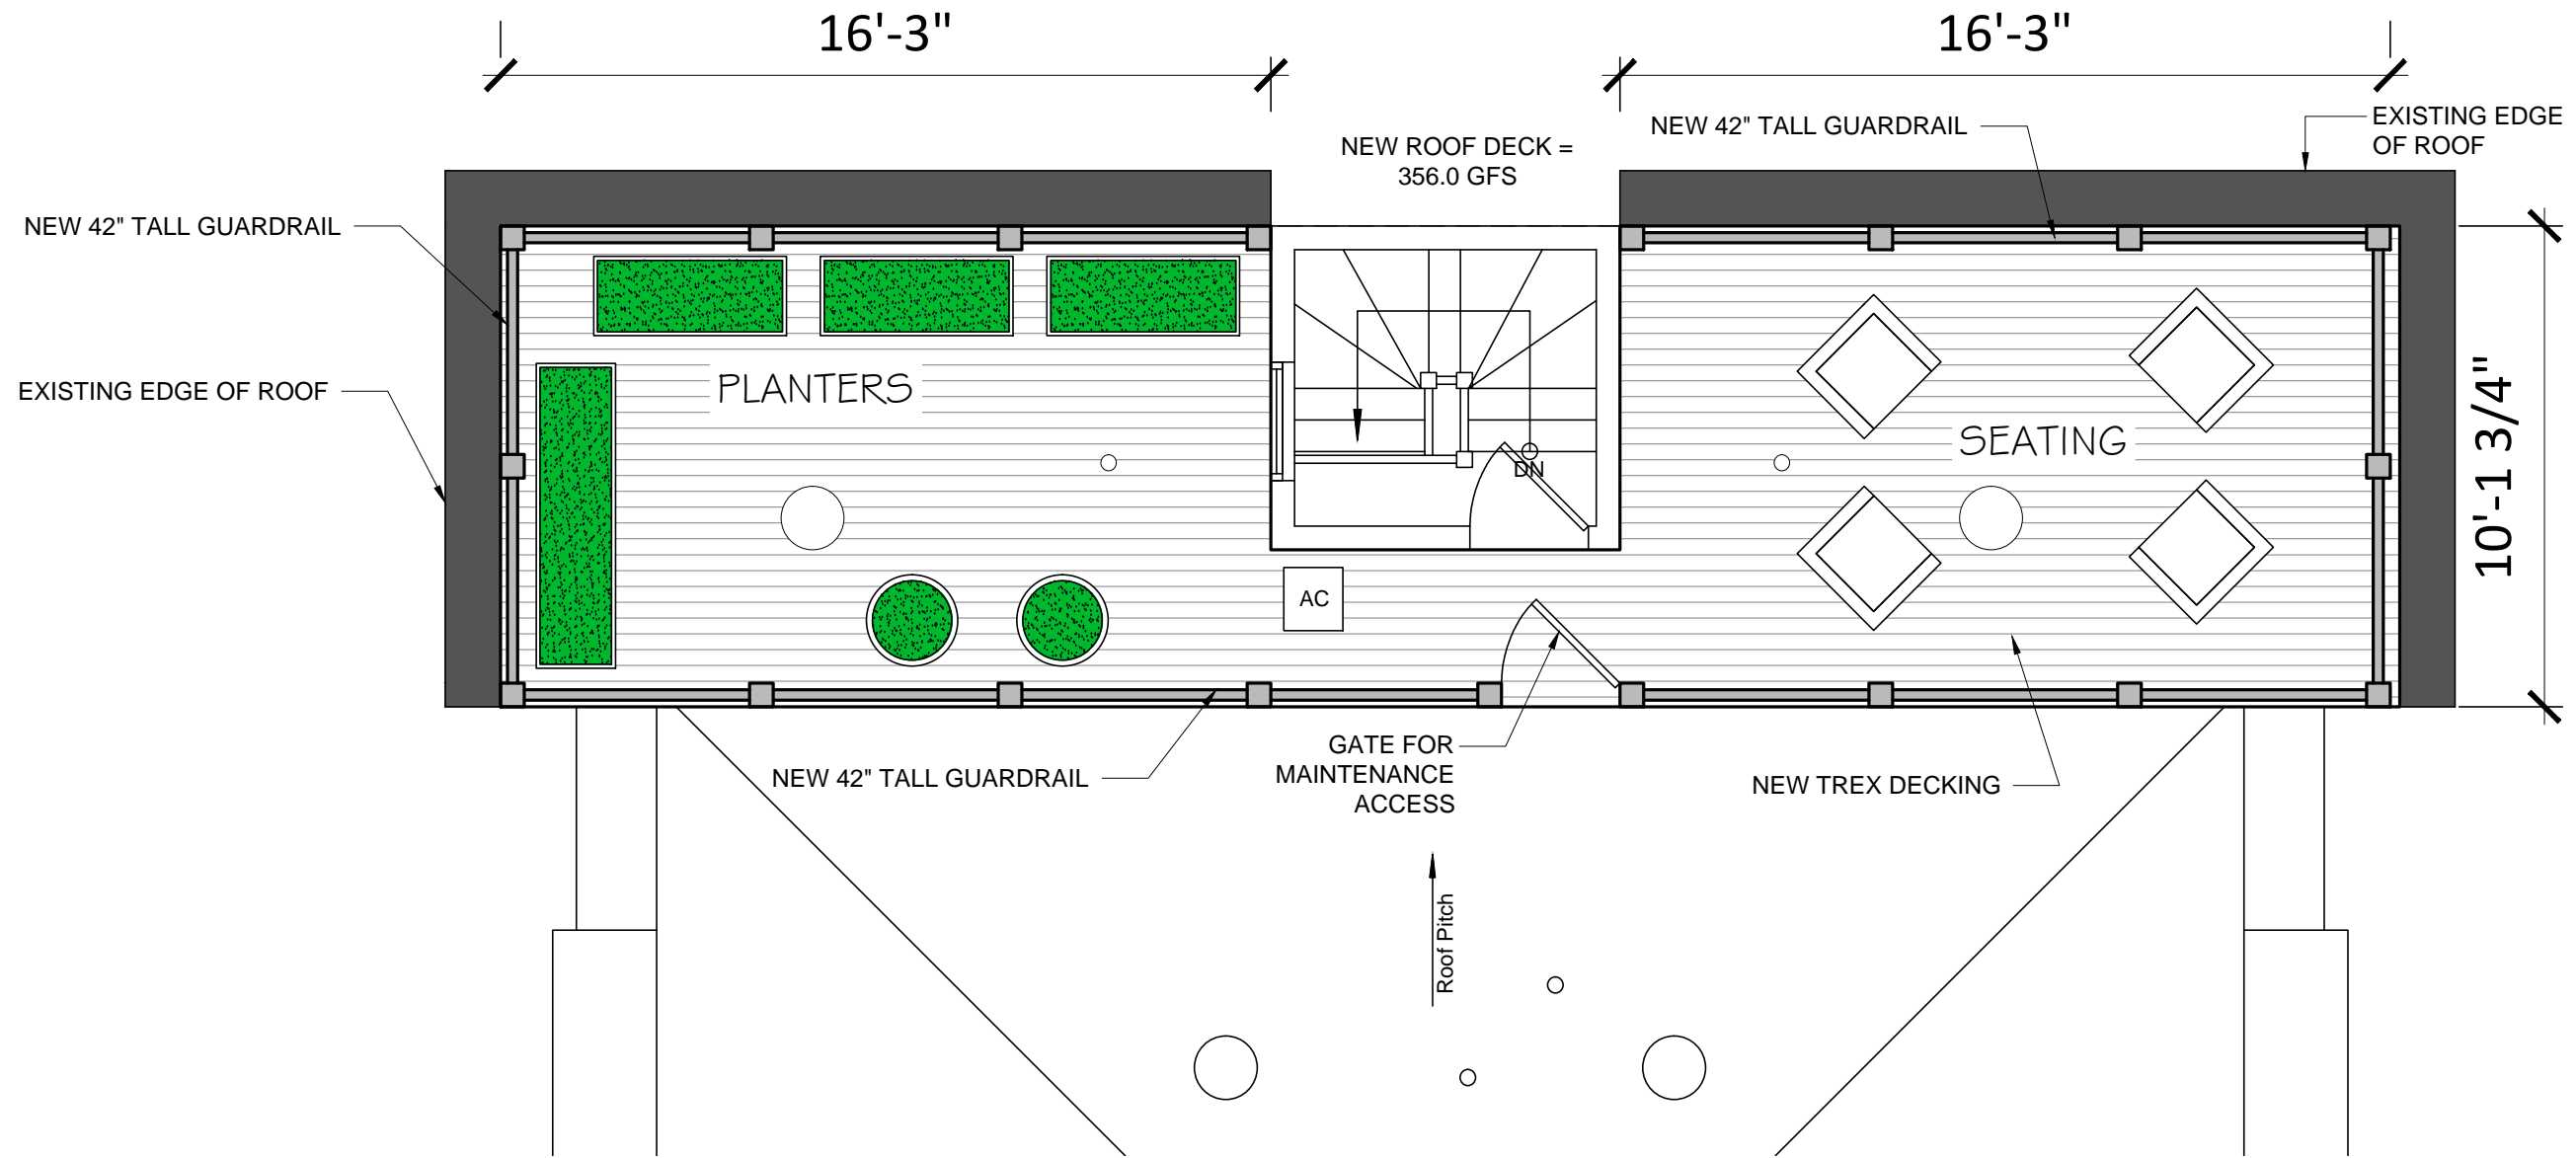 16'-3"
16'-3"
NEW 42" TALL GUARDRAIL
EXISTING EDGE
OF ROOF
NEW ROOF DECK =
356.0 GFS
NEW 42" TALL GUARDRAIL
EXISTING EDGE OF ROOF
PLANTERS
SEATING
DN
10'-1 3/4"
AC
GATE FOR
MAINTENANCE
ACCESS
NEW 42" TALL GUARDRAIL
NEW TREX DECKING
Roof Pitch